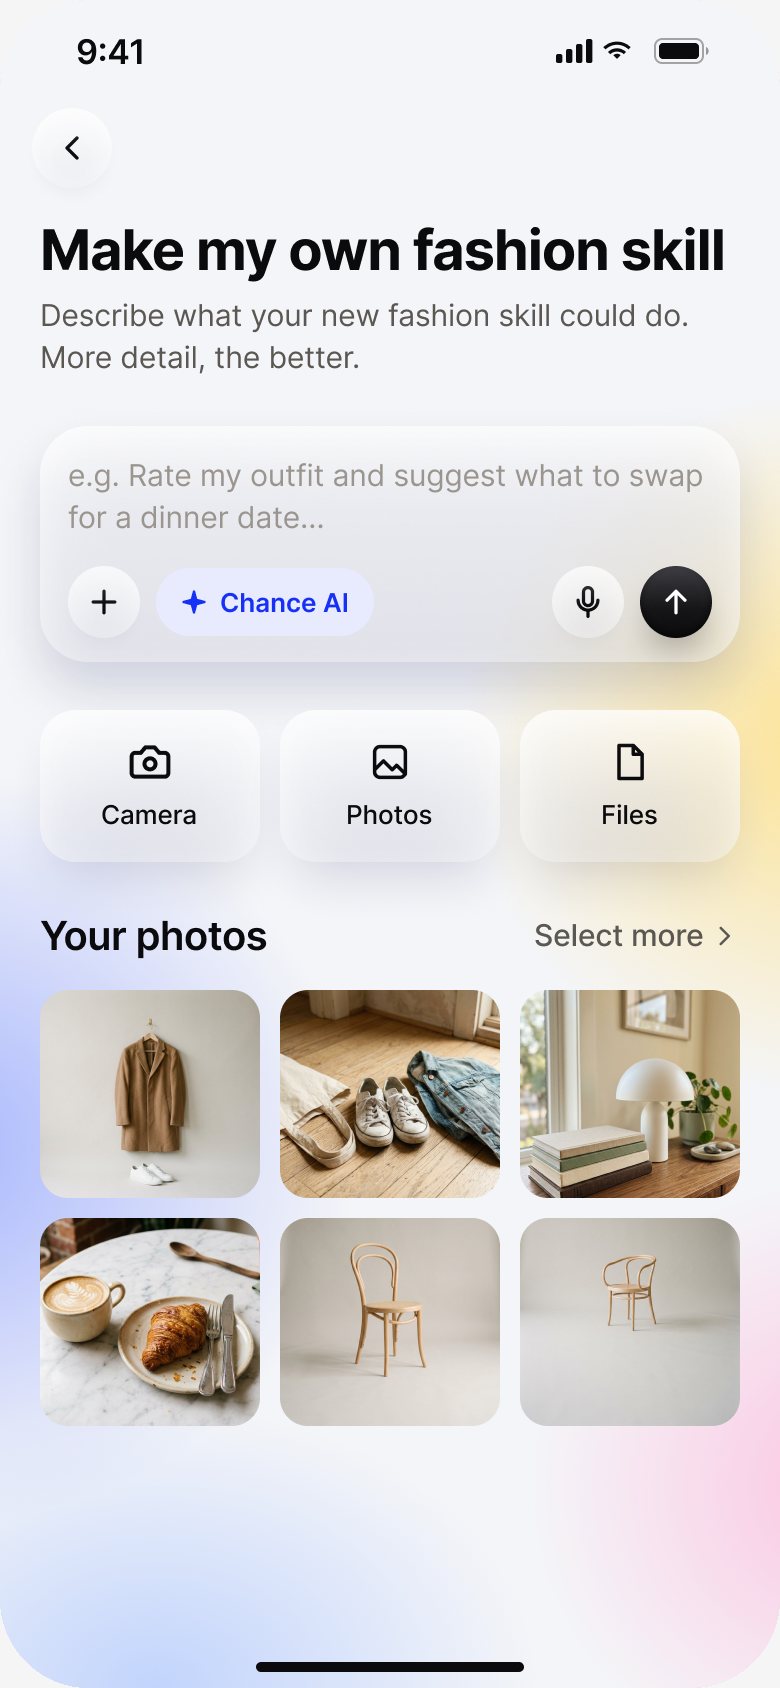 9:41
Make my own fashion skill
Describe what your new fashion skill could do.
More detail, the better.
e.g. Rate my outfit and suggest what to swap
for a dinner date...
Chance AI
Camera
Photos
Files
Your photos
Select more